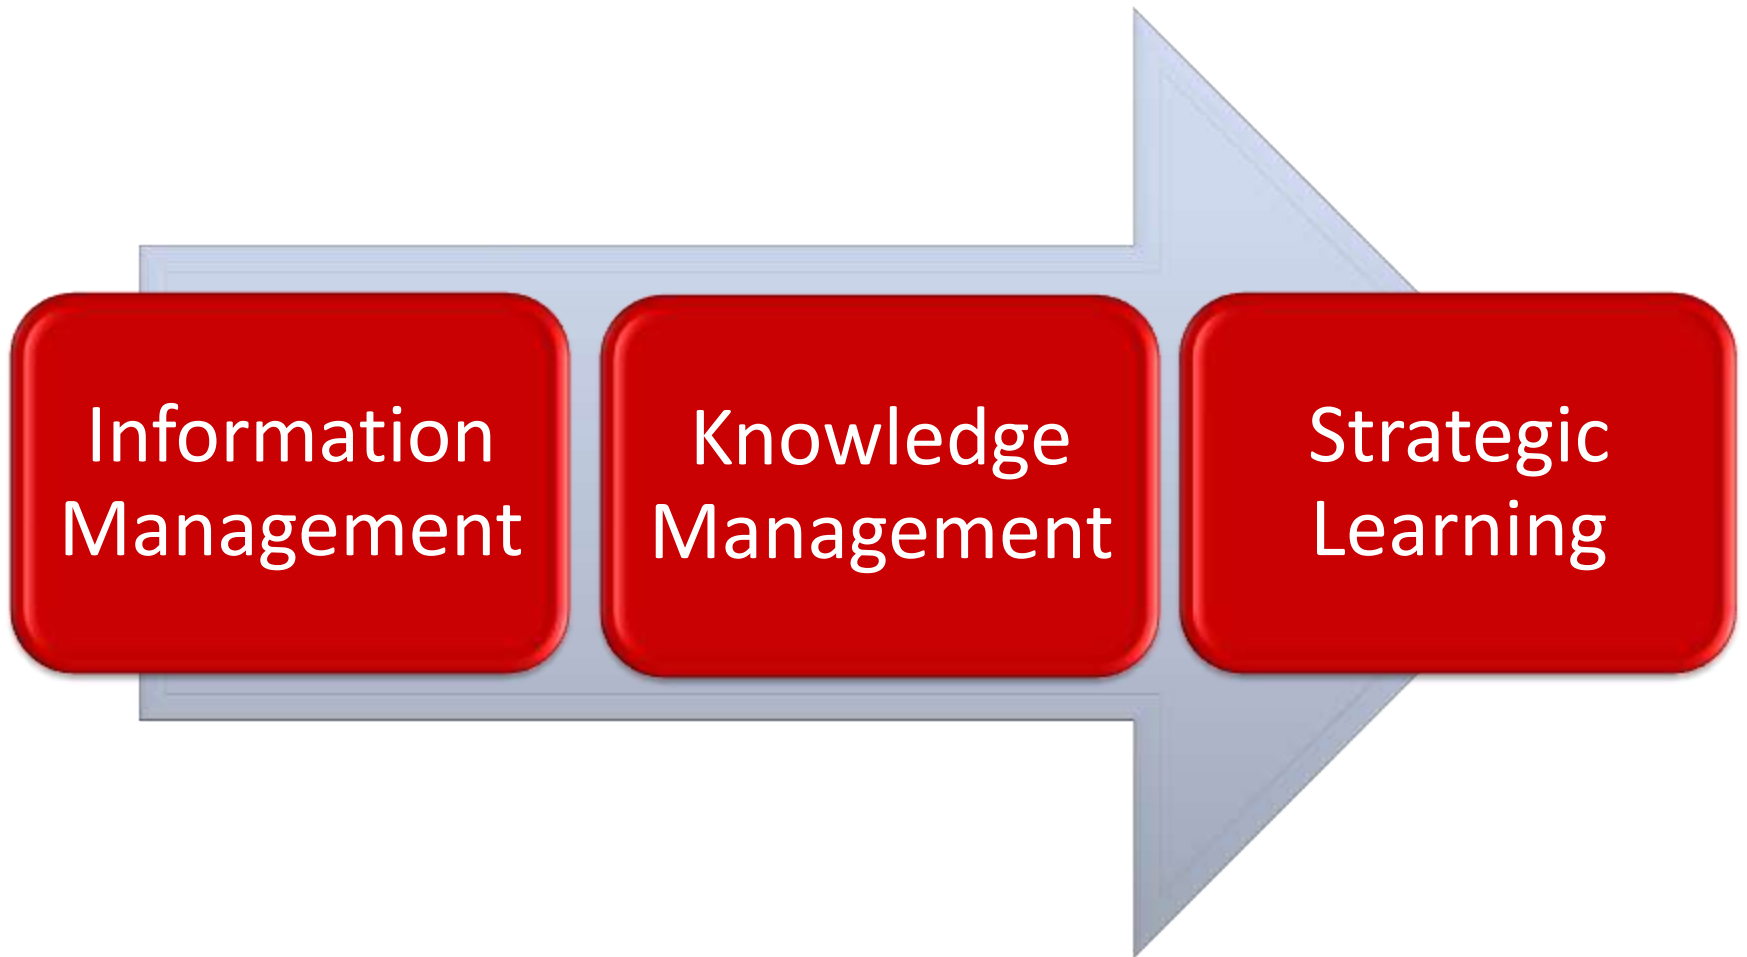 Information
Management
Knowledge
Management
Strategic
Learning